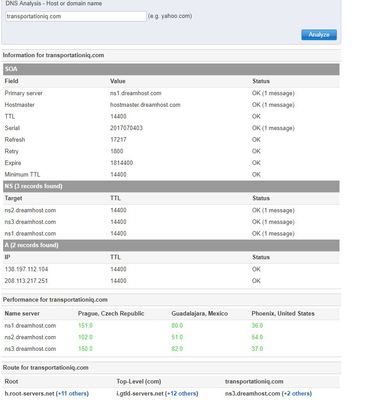 DNS Analysis - Host or domain name
transportationiq.com (e.g. yahoo.com)
Analyze
Information for transportationiq.com
SOA
Field Value Status
Primary server ns1.dreamhost.com OK (1 message)
Hostmaster hostmaster.dreamhost.com OK (1 message)
TTL 14400 OK
Serial 2017070403 OK (1 message)
Refresh 17217 OK
Retry 1800 OK
Expire 1814400 OK
Minimum TTL 14400 OK
NS (3 records found)
Target TTL Status
ns2.dreamhost.com 14400 OK (1 message)
ns3.dreamhost.com 14400 OK (1 message)
ns1.dreamhost.com 14400 OK (1 message)
A (2 records found)
IP TTL Status
138.197.112.104 14400 OK
208.113.217.251 14400 OK
Performance for transportationiq.com
Name server Prague, Czech Republic Guadalajara, Mexico Phoenix, United States
ns1.dreamhost.com 151.0 80.0 36.0
ns2.dreamhost.com 102.0 51.0 54.0
ns3.dreamhost.com 150.0 82.0 37.0
Route for transportationiq.com
Root Top-Level (com) transportationiq.com
h.root-servers.net (+11 others) i.gtld-servers.net (+12 others) ns3.dreamhost.com (+2 others)